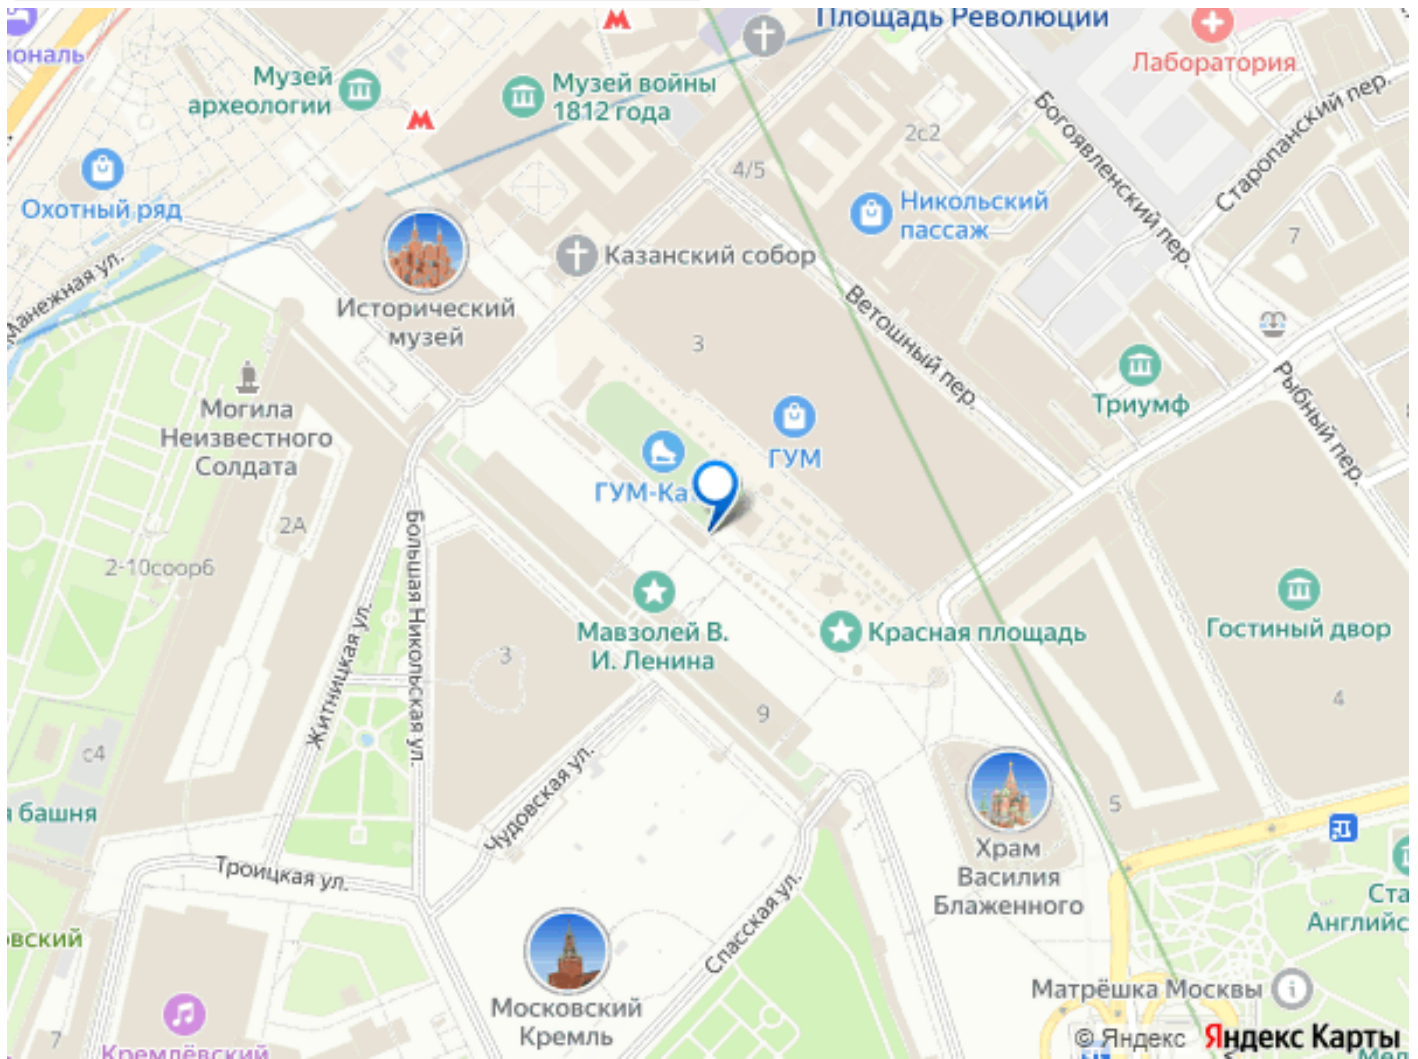 Площадь Революции
иональ
Лаборатория
Музей
археологии
Музей войны
1812 года
Богоявленский пер.
Старопанский пер.
2с2
4/5
Охотный ряд
Никольский
пассаж
7
Казанский собор
Манежная ул.
Исторический
музей
3
Ветошный пер.
Рыбный пер.
Триумф
Могила
Неизвестного
Солдата
ГУМ
ГУМ-Ка
2А
2-10соор6
Большая Никольская ул.
Житницкая ул.
Мавзолей В.
И. Ленина
Красная площадь
Гостиный двор
3
9
4
с4
я башня
Чудовская ул.
5
Храм
Василия
Блаженного
Троицкая ул.
Спасская ул.
Ста
Английс
вский
Московский
Кремль
Матрёшка Москвы
7
Кремлёвский
© Яндекс Яндекс Карты